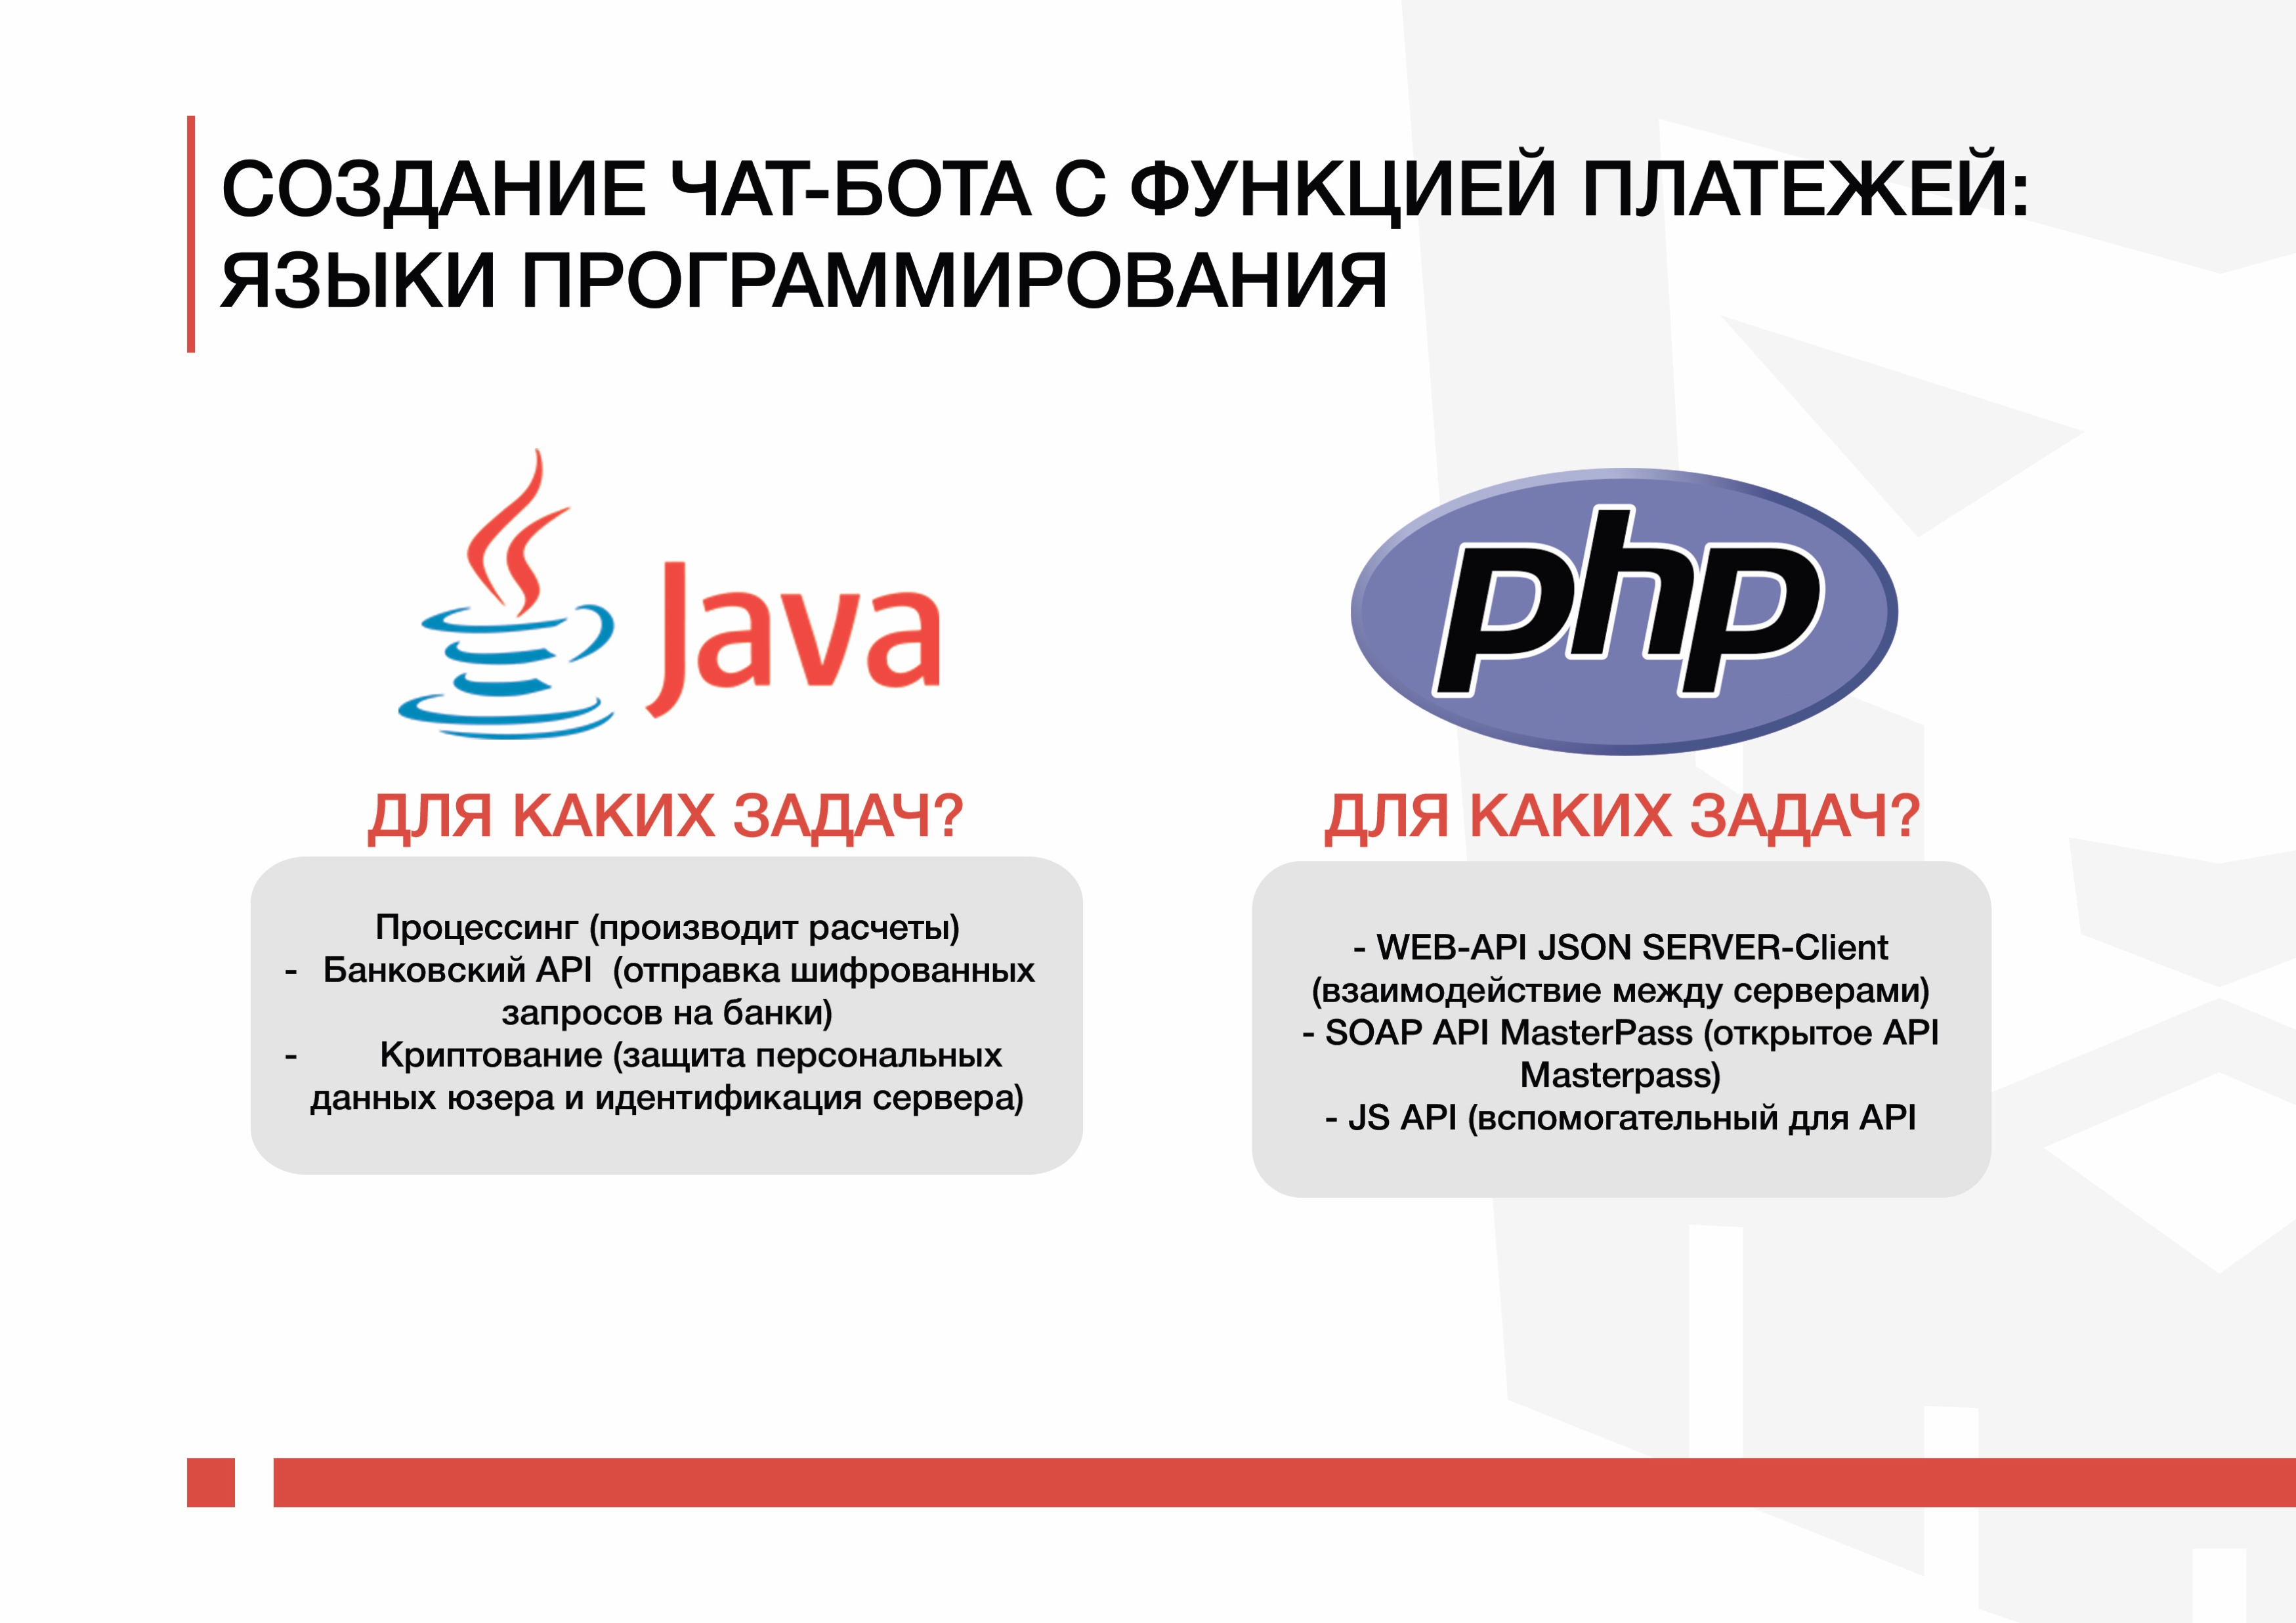 СОЗДАНИЕ ЧАТ-БОТА С ФУНКЦИЕЙ ПЛАТЕЖЕЙ:
ЯЗЫКИ ПРОГРАММИРОВАНИЯ
Java
ДЛЯ КАКИХ ЗАДАЧ?
Процессинг (производит расчеты)
- Банковский API (отправка шифрованных
запросов на банки)
- Криптование (защита персональных
данных юзера и идентификация сервера)
php
ДЛЯ КАКИХ ЗАДАЧ?
- WEB-API JSON SERVER-Client
(взаимодействие между серверами)
- SOAP API MasterPass (открытое API
Masterpass)
- JS API (вспомогательный для API